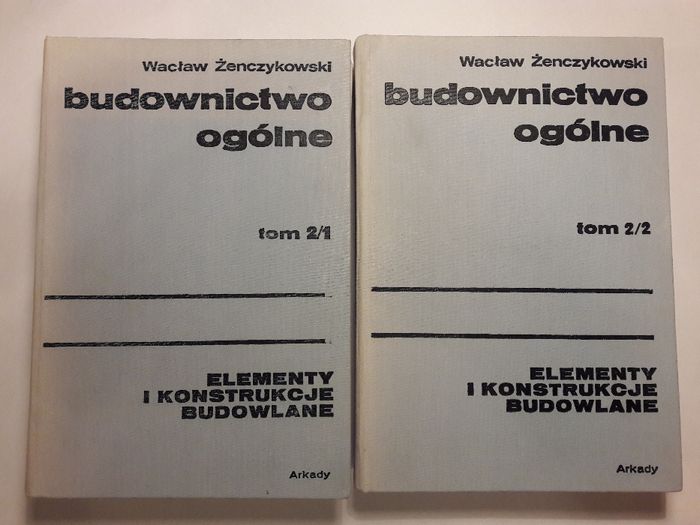 Wacław Żenczykowski
budownictwo
ogólne
tom 2/1
ELEMENTY
I KONSTRUKCJE
BUDOWLANE
Arkady
Wacław Żenczykowski
budownictwo
ogólne
tom 2/2
ELEMENTY
I KONSTRUKCJE
BUDOWLANE
Arkady